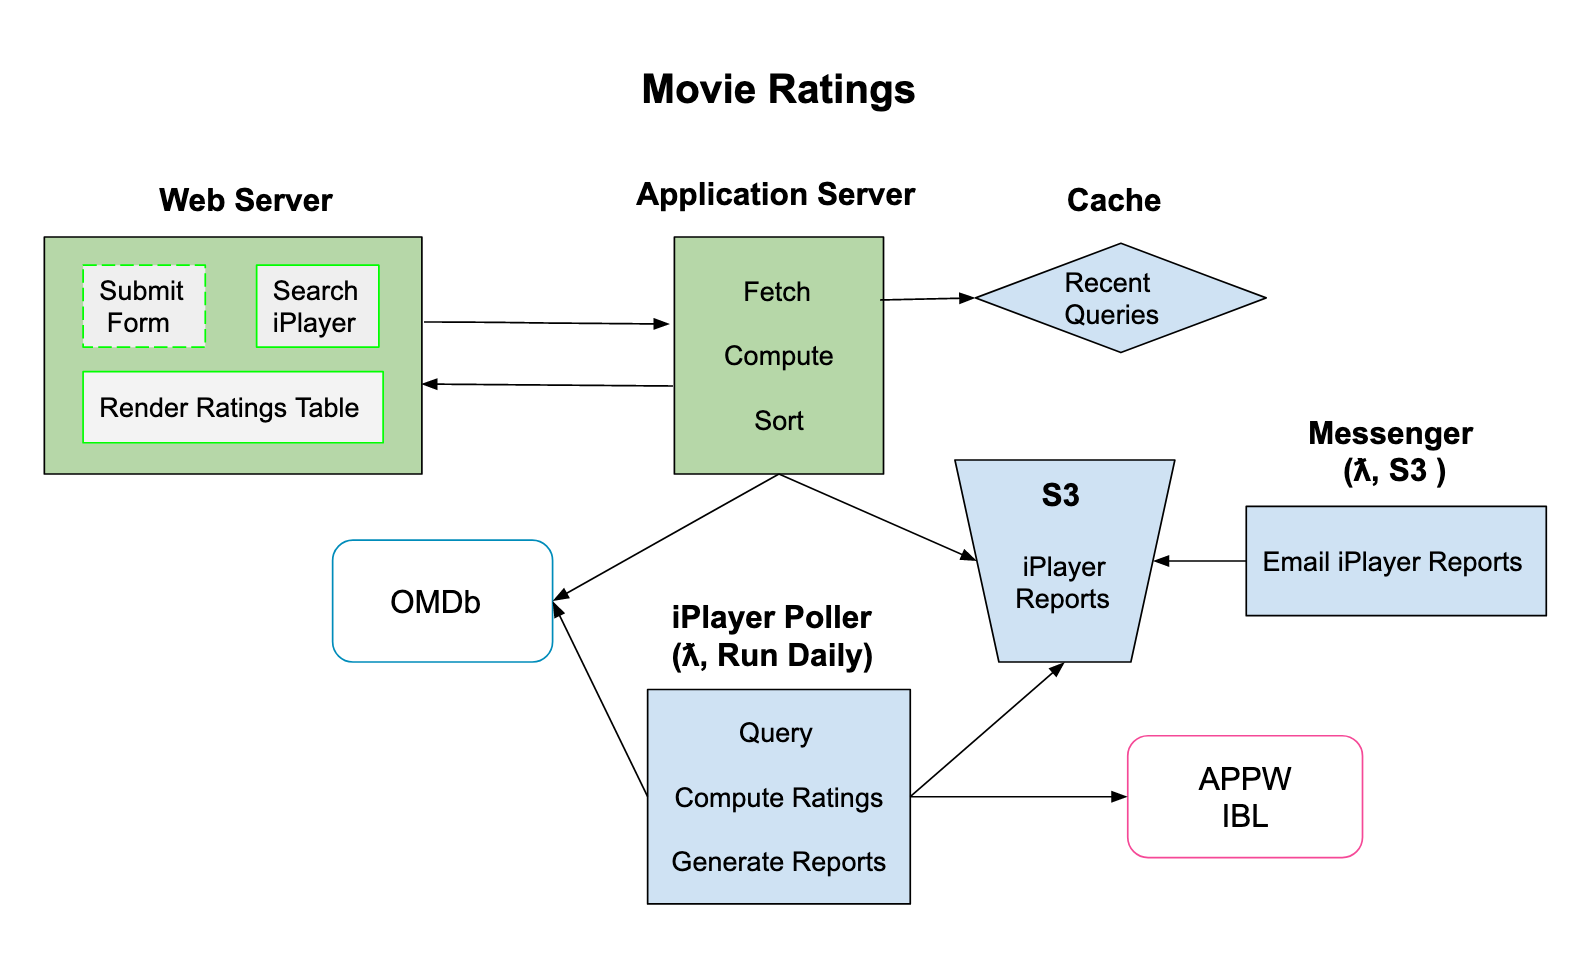 Movie Ratings
Web Server
Application Server
Cache
Submit
Form
Search
iPlayer
Render Ratings Table
Fetch
Compute
Sort
Recent
Queries
Messenger
(ƛ, S3 )
S3
iPlayer
Reports
Email iPlayer Reports
OMDb
iPlayer Poller
(ƛ, Run Daily)
Query
Compute Ratings
Generate Reports
APPW
IBL